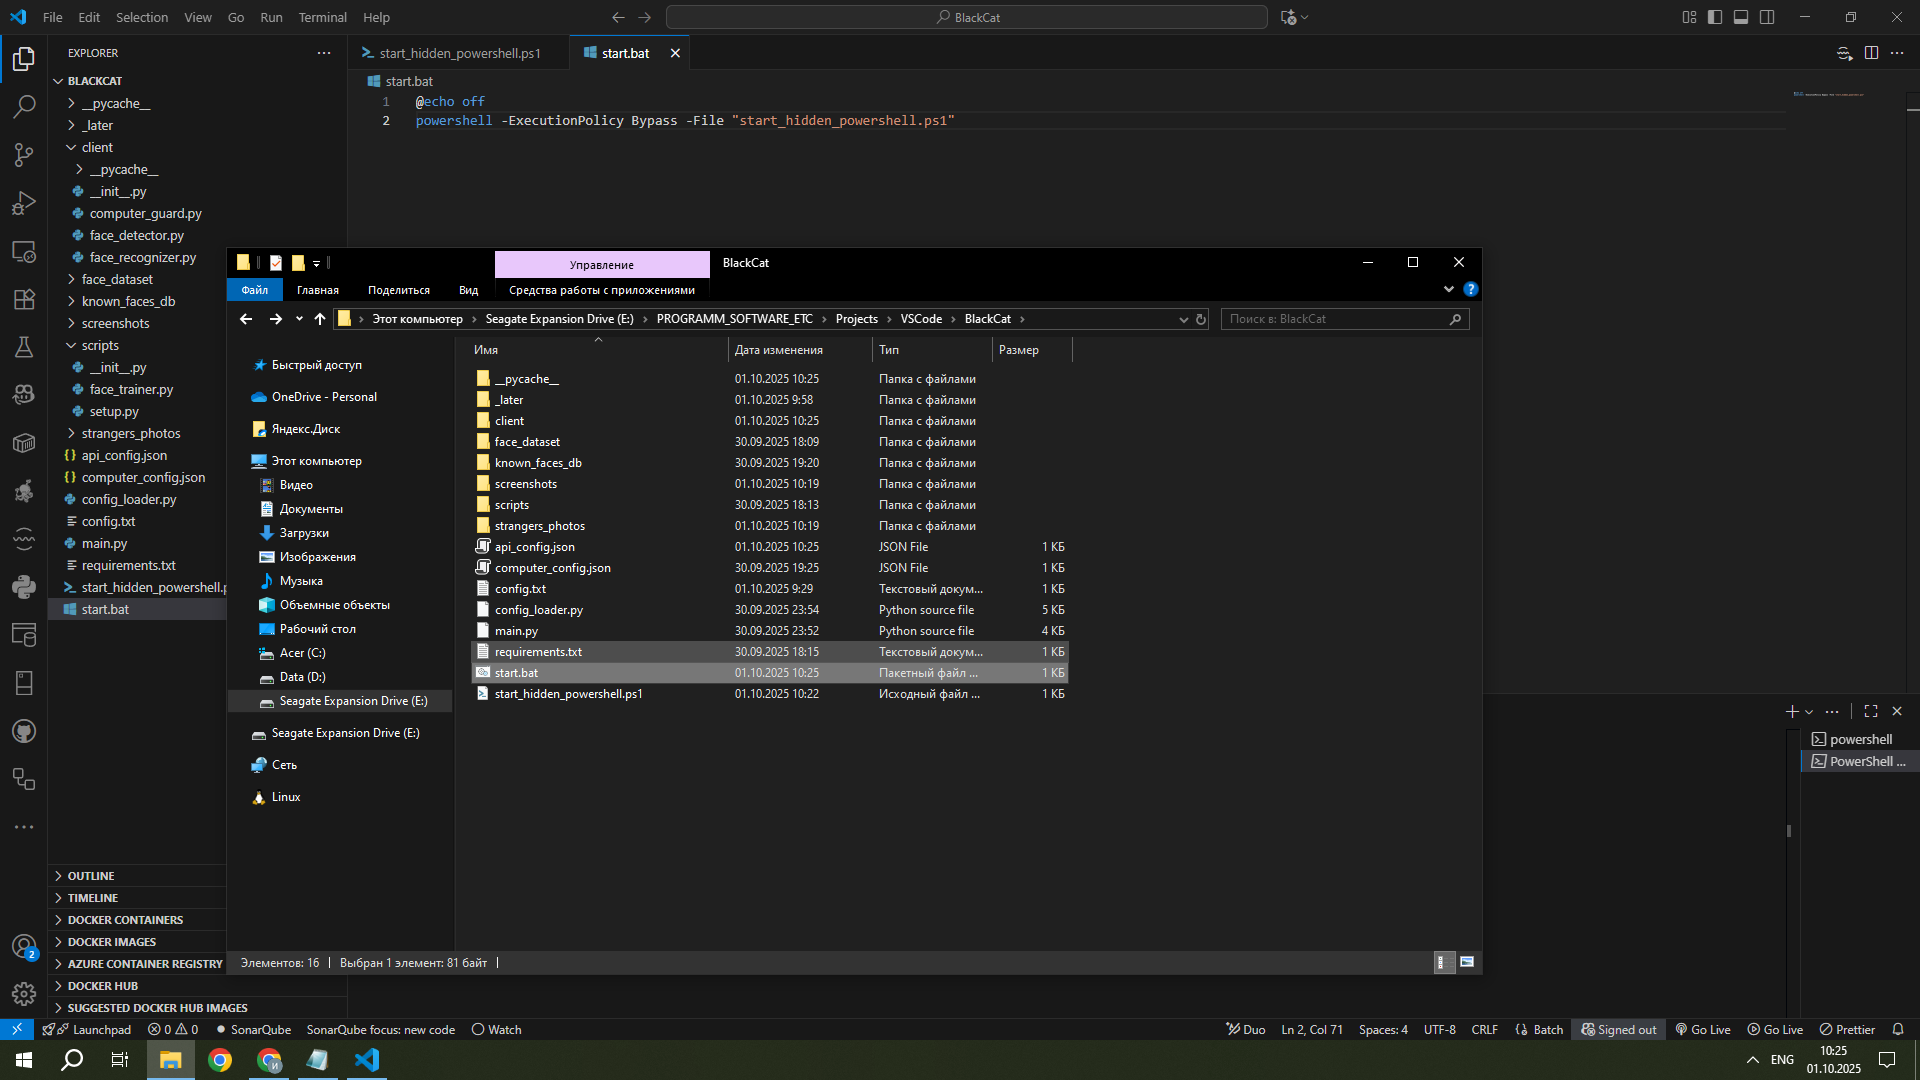 File Edit Selection View Go Run Terminal Help
BlackCat
EXPLORER
start_hidden_powershell.ps1
start.bat
BLACKCAT
__pycache__
_later
client
__pycache__
__init__.py
computer_guard.py
face_detector.py
face_recognizer.py
face_dataset
known_faces_db
screenshots
scripts
__init__.py
face_trainer.py
setup.py
strangers_photos
api_config.json
computer_config.json
config_loader.py
config.txt
main.py
requirements.txt
start_hidden_powershell.p
start.bat
OUTLINE
TIMELINE
DOCKER CONTAINERS
DOCKER IMAGES
AZURE CONTAINER REGISTRY
DOCKER HUB
SUGGESTED DOCKER HUB IMAGES
2
start.bat
1 @echo off
2 powershell -ExecutionPolicy Bypass -File "start_hidden_powershell.ps1"
Управление
BlackCat
Файл Главная Поделиться Вид Средства работы с приложениями
Этот компьютер Seagate Expansion Drive (E:) PROGRAMM_SOFTWARE_ETC Projects VSCode BlackCat
Поиск в: BlackCat
Быстрый доступ
OneDrive - Personal
Яндекс.Диск
Этот компьютер
Видео
Документы
Загрузки
Изображения
Музыка
Объемные объекты
Рабочий стол
Acer (C:)
Data (D:)
Seagate Expansion Drive (E:)
Seagate Expansion Drive (E:)
Сеть
Linux
Имя Дата изменения Тип Размер
__pycache__ 01.10.2025 10:25 Папка с файлами
_later 01.10.2025 9:58 Папка с файлами
client 01.10.2025 10:25 Папка с файлами
face_dataset 30.09.2025 18:09 Папка с файлами
known_faces_db 30.09.2025 19:20 Папка с файлами
screenshots 01.10.2025 10:19 Папка с файлами
scripts 30.09.2025 18:13 Папка с файлами
strangers_photos 01.10.2025 10:19 Папка с файлами
api_config.json 01.10.2025 10:25 JSON File 1 КБ
computer_config.json 30.09.2025 19:25 JSON File 1 КБ
config.txt 01.10.2025 9:29 Текстовый докум... 1 КБ
config_loader.py 30.09.2025 23:54 Python source file 5 КБ
main.py 30.09.2025 23:52 Python source file 4 КБ
requirements.txt 30.09.2025 18:15 Текстовый докум... 1 КБ
start.bat 01.10.2025 10:25 Пакетный файл ... 1 КБ
start_hidden_powershell.ps1 01.10.2025 10:22 Исходный файл ... 1 КБ
Элементов: 16 Выбран 1 элемент: 81 байт
powershell
PowerShell ...
Launchpad 0 0 SonarQube SonarQube focus: new code Watch
Duo Ln 2, Col 71 Spaces: 4 UTF-8 CRLF Batch Signed out Go Live Go Live Prettier
ENG
10:25
01.10.2025